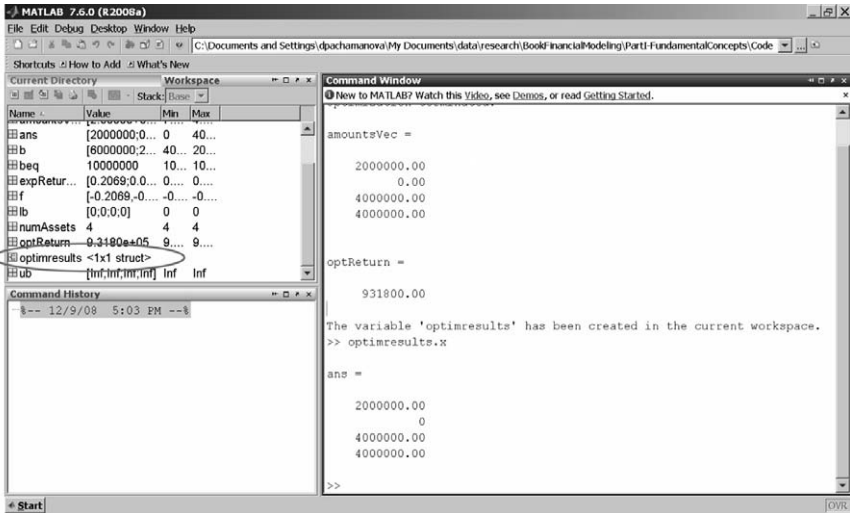 MATLAB 7.6.0 (R2008a)
File Edit Debug Desktop Window Help
C:\Documents and Settings\dpachamanova\My Documents\data\research\BookFinancialModeling\PartI-FundamentalConcepts\Code
Shortcuts How to Add What's New
Current Directory Workspace
Stack: Base
Name Value Min Max
ans [2000000;0... 0 40...
b [6000000;2... 40... 20...
beq 10000000 10... 10...
expRetur... [0.2069;0.0... 0.... 0....
f [-0.2069,-0.... -0.... -0....
lb [0;0;0;0] 0 0
numAssets 4 4 4
optReturn 9.3180e+05 9.... 9....
optimresults <1x1 struct>
ub [Inf;Inf;Inf;Inf] Inf Inf
Command History
%-- 12/9/08 5:03 PM --%
Command Window
New to MATLAB? Watch this Video, see Demos, or read Getting Started.
amountsVec =
2000000.00
0.00
4000000.00
4000000.00
optReturn =
931800.00
The variable 'optimresults' has been created in the current workspace.
>> optimresults.x
ans =
2000000.00
0
4000000.00
4000000.00
>>
Start
OVR